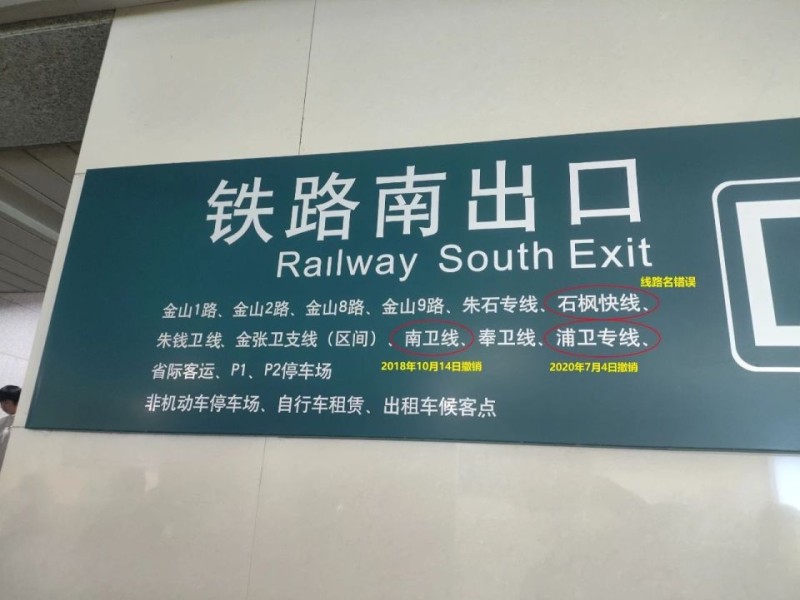 铁路南出口
Railway South Exit
线路名错误
金山1路、金山2路、金山8路、金山9路、朱石专线、石枫快线、
朱钱卫线、金张卫支线（区间）、南卫线、奉卫线、浦卫专线、
2018年10月14日撤销 2020年7月4日撤销
省际客运、P1、P2停车场
非机动车停车场、自行车租赁、出租车候客点